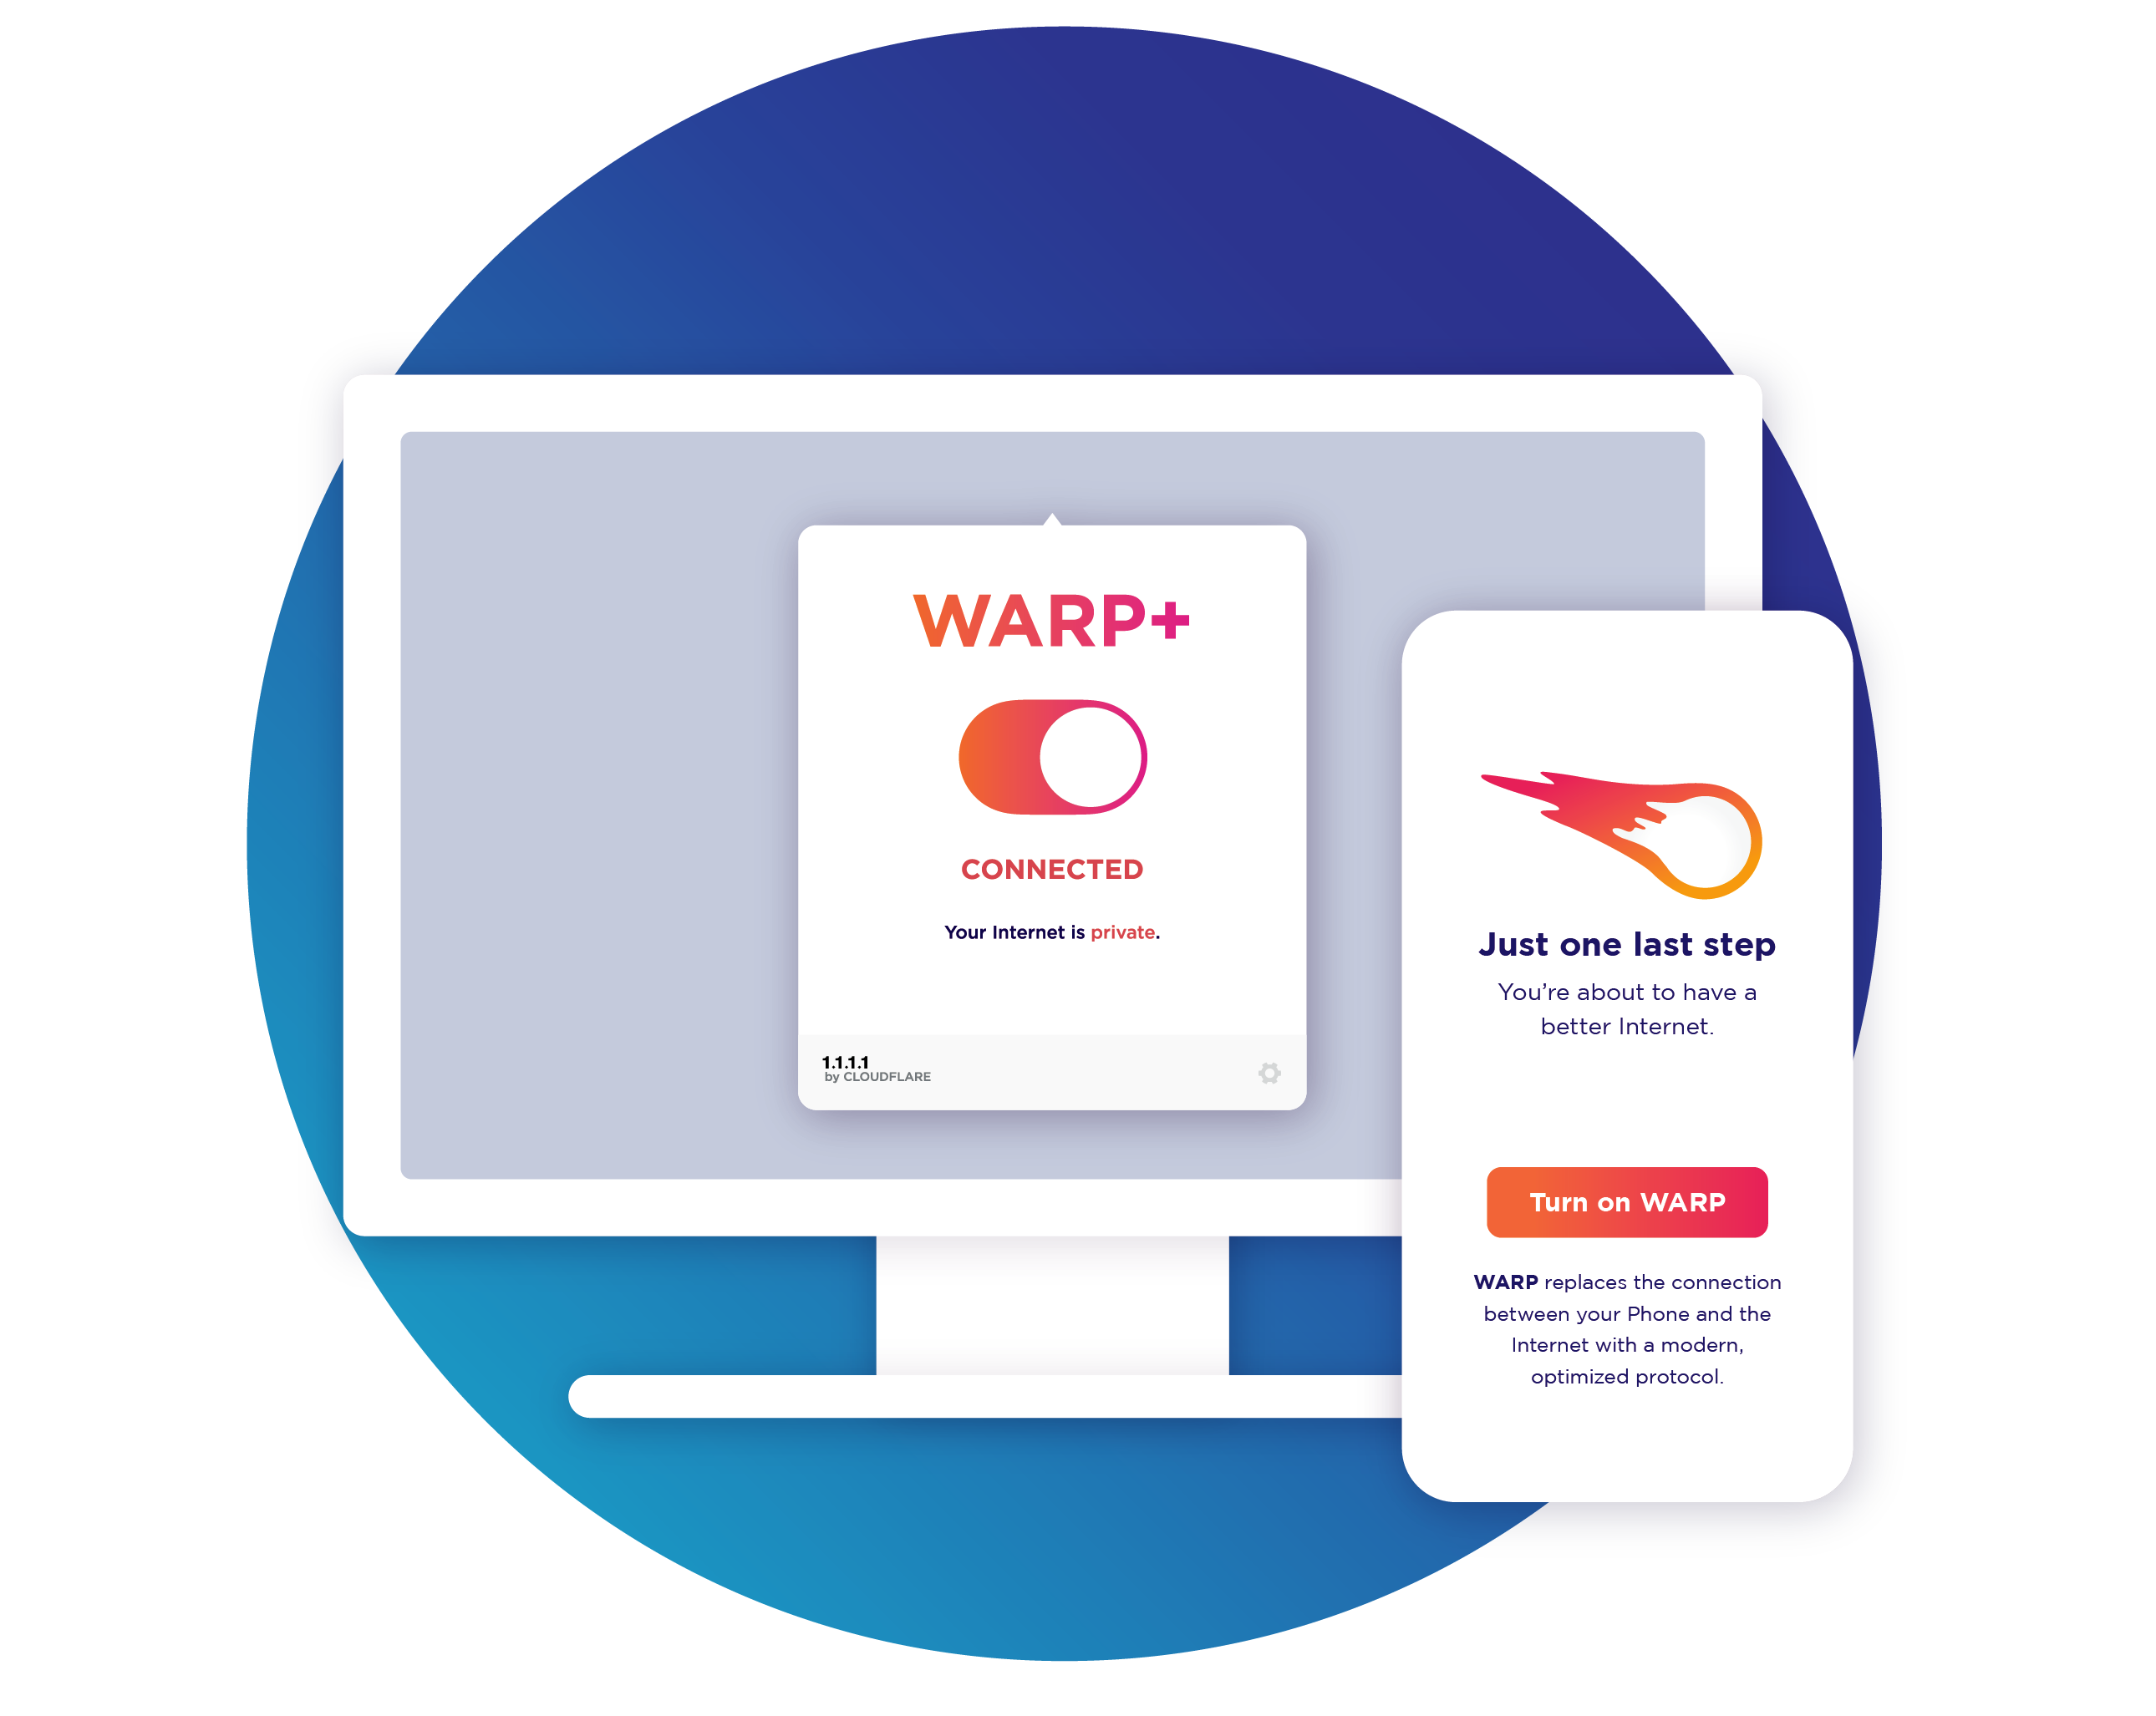 WARP+
CONNECTED
Your Internet is private.
1.1.1.1
by CLOUDFLARE
Just one last step
You’re about to have a
better Internet.
Turn on WARP
WARP replaces the connection
between your Phone and the
Internet with a modern,
optimized protocol.